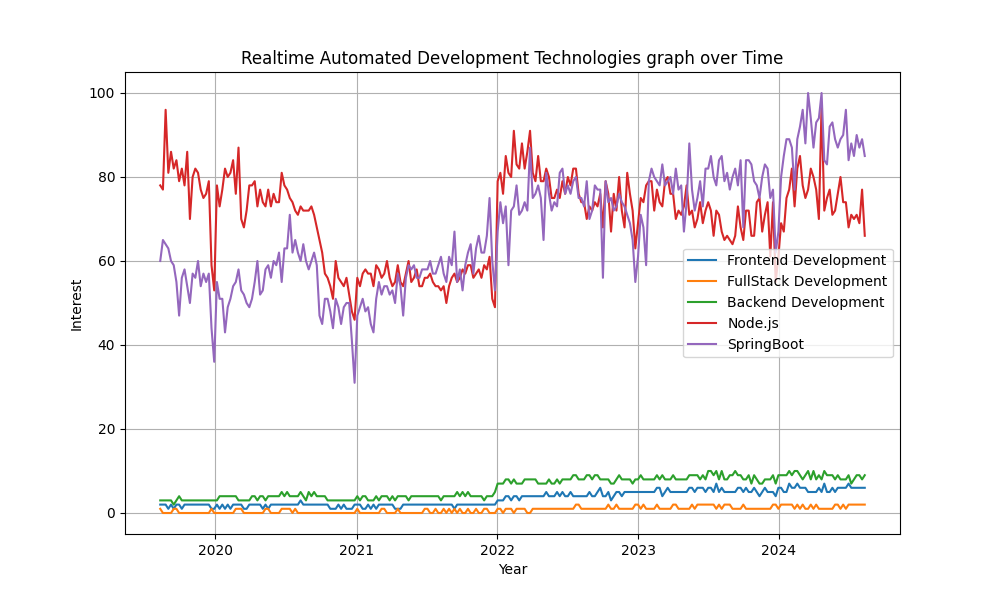 Realtime Automated Development Technologies graph over Time
100
80
60
40
20
0
Interest
Frontend Development
FullStack Development
Backend Development
Node.js
SpringBoot
2020
2021
2022
2023
2024
Year